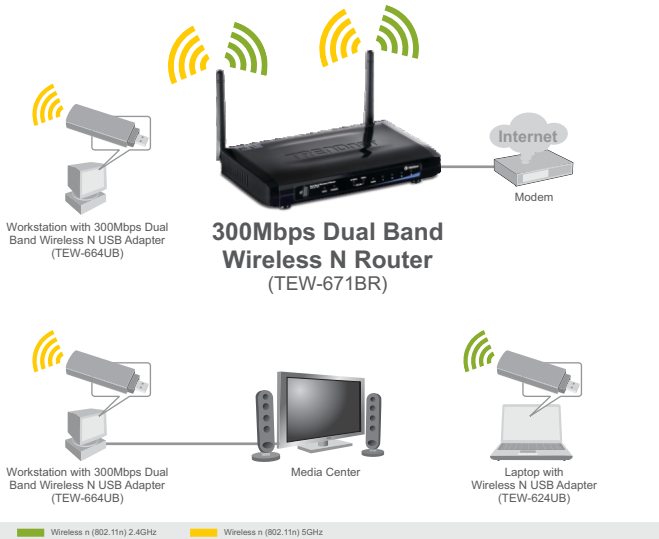 Internet
Modem
Workstation with 300Mbps Dual
Band Wireless N USB Adapter
(TEW-664UB)
TRENDNET
300Mbps Dual Band
Wireless N Router
(TEW-671BR)
Workstation with 300Mbps Dual
Band Wireless N USB Adapter
(TEW-664UB)
Media Center
Laptop with
Wireless N USB Adapter
(TEW-624UB)
Wireless n (802.11n) 2.4GHz
Wireless n (802.11n) 5GHz